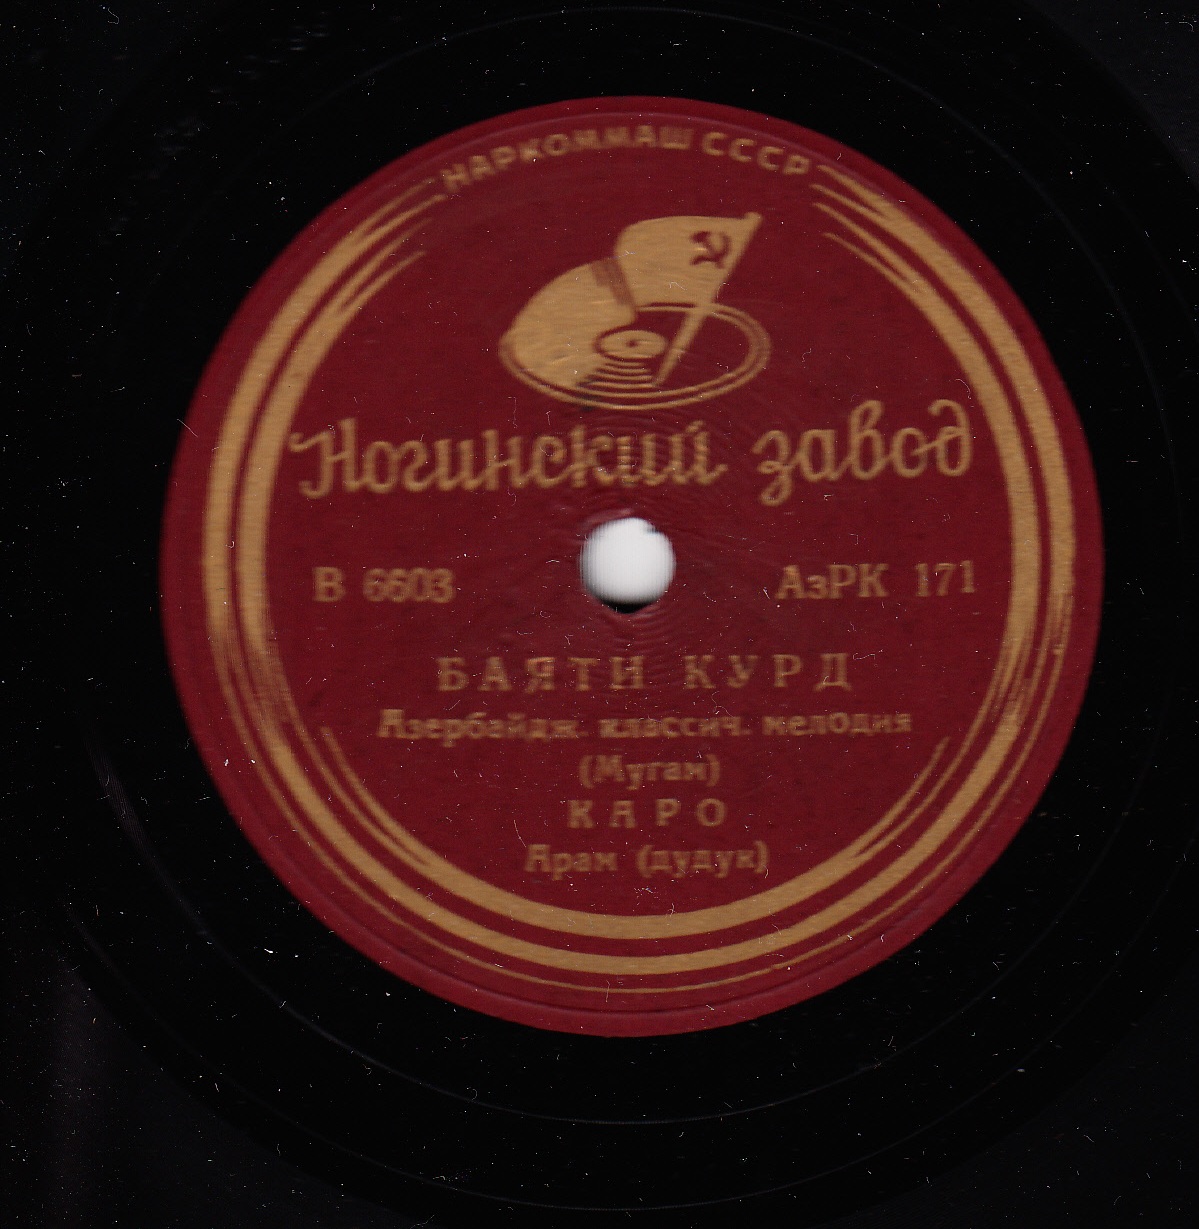 НАРКОММАШ СССР
Ногинский завод
В 6603 АзРК 171
БАЯТИ КУРД
Азербайдж. классич. мелодия
(Мугам)
КАРО
Арам (дудук)